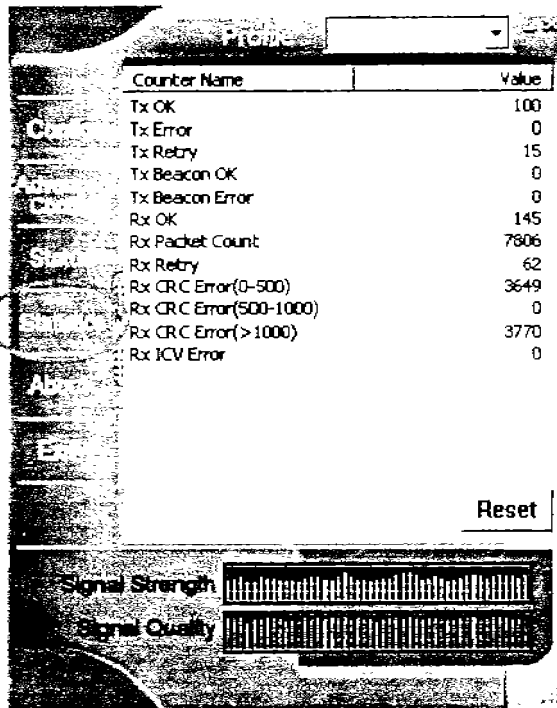 Profile
Counter Name Value
Tx OK 100
Tx Error 0
Tx Retry 15
Tx Beacon OK 0
Tx Beacon Error 0
Rx OK 145
Rx Packet Count 7806
Rx Retry 62
Rx CRC Error(0-500) 3649
Rx CRC Error(500-1000) 0
Rx CRC Error(>1000) 3770
Rx ICV Error 0
Reset
Signal Strength
Signal Quality